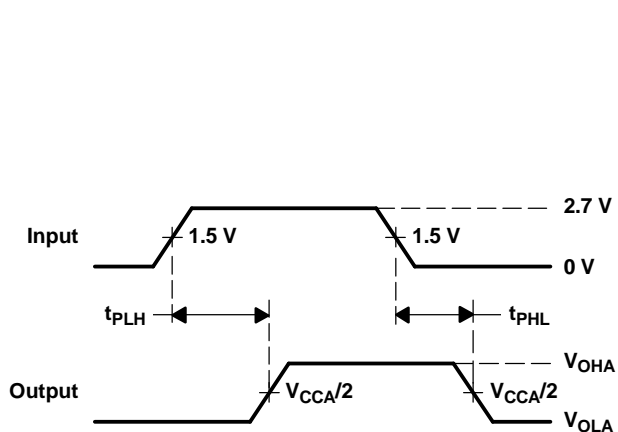 2.7 V
Input
1.5 V
1.5 V
0 V
tPLH
tPHL
VOHA
Output
VCCA/2
VCCA/2
VOLA